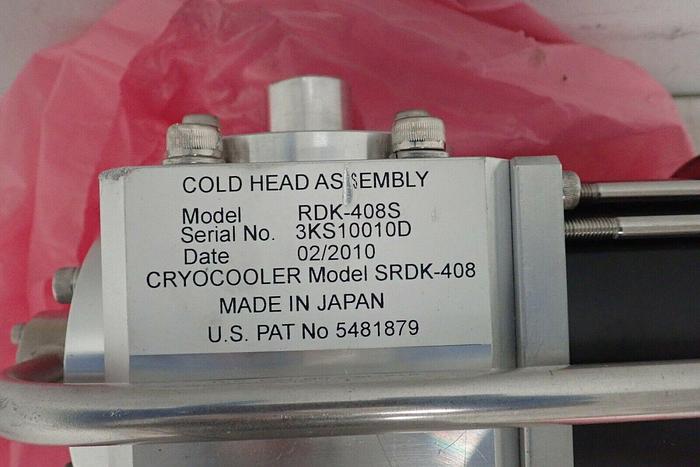 COLD HEAD ASSEMBLY
Model RDK-408S
Serial No. 3KS10010D
Date 02/2010
CRYOCOOLER Model SRDK-408
MADE IN JAPAN
U.S. PAT No 5481879